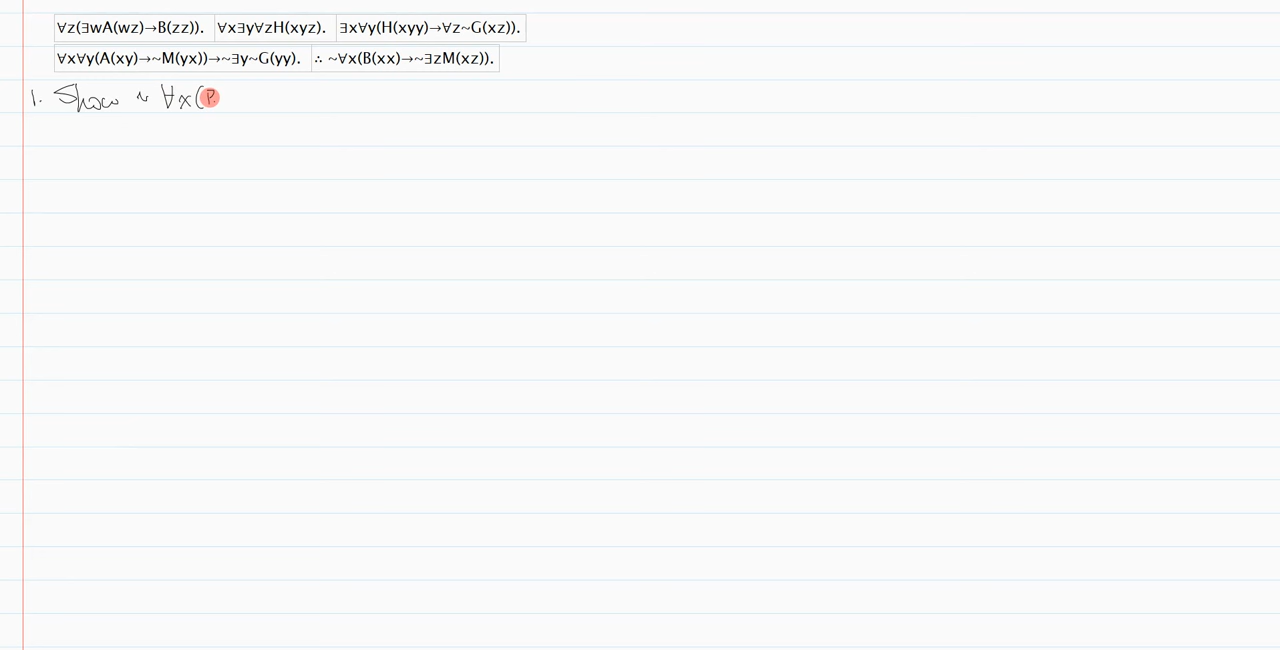 ∀z(∃wA(wz)→B(zz)). ∀x∃y∀zH(xyz). ∃x∀y(H(xyy)→∀z~G(xz)).
∀x∀y(A(xy)→~M(yx))→~∃y~G(yy). ∴ ~∀x(B(xx)→~∃zM(xz)).
1. Show ~ ∀x(